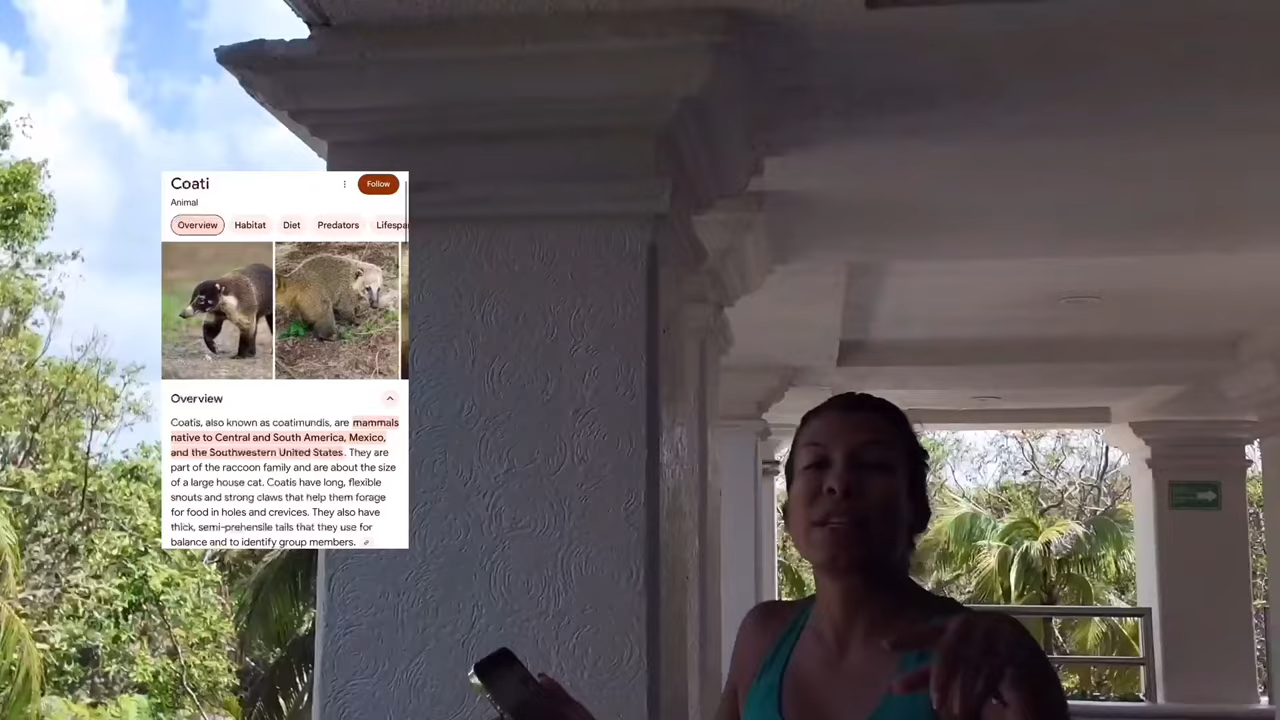 Coati
Follow
Animal
Overview
Habitat
Diet
Predators
Lifespa
Overview
Coatis, also known as coatimundis, are mammals
native to Central and South America, Mexico,
and the Southwestern United States. They are
part of the raccoon family and are about the size
of a large house cat. Coatis have long, flexible
snouts and strong claws that help them forage
for food in holes and crevices. They also have
thick, semi-prehensile tails that they use for
balance and to identify group members.